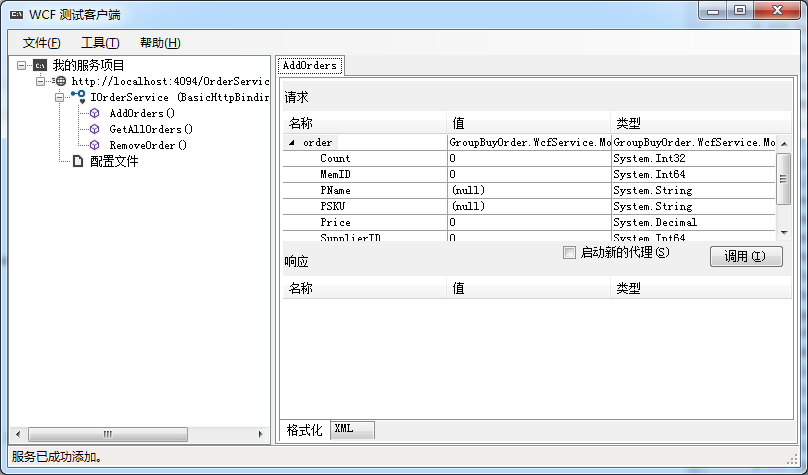 WCF 测试客户端
文件(F) 工具(T) 帮助(H)
我的服务项目
http://localhost:4094/OrderServic
IOrderService (BasicHttpBindin
AddOrders()
GetAllOrders()
RemoveOrder()
配置文件
AddOrders
请求
名称 值 类型
order GroupBuyOrder.WcfService.Mo GroupBuyOrder.WcfService.Mo
Count 0 System.Int32
MemID 0 System.Int64
PName (null) System.String
PSKU (null) System.String
Price 0 System.Decimal
SupplierID 0 System.Int64
响应 启动新的代理(S) 调用(I)
名称 值 类型
格式化 XML
服务已成功添加。